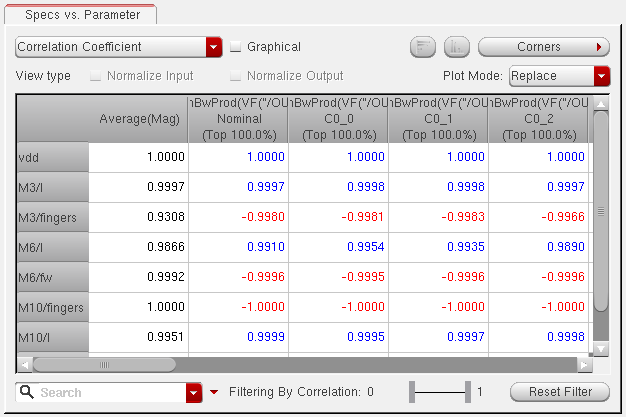 Specs vs. Parameter
Correlation Coefficient Graphical Corners
View type Normalize Input Normalize Output Plot Mode: Replace
Average(Mag) nBwProd(VF("/OU Nominal (Top 100.0%) nBwProd(VF("/OU C0_0 (Top 100.0%) nBwProd(VF("/OU C0_1 (Top 100.0%) nBwProd(VF("/OU C0_2 (Top 100.0%)
vdd 1.0000 1.0000 1.0000 1.0000 1.0000
M3/l 0.9997 0.9997 0.9998 0.9998 0.9997
M3/fingers 0.9308 -0.9980 -0.9981 -0.9983 -0.9966
M6/l 0.9866 0.9910 0.9954 0.9935 0.9890
M6/fw 0.9992 -0.9996 -0.9995 -0.9996 -0.9996
M10/fingers 1.0000 -1.0000 -1.0000 -1.0000 -1.0000
M10/l 0.9951 0.9999 0.9995 0.9997 0.9998
Search Filtering By Correlation: 0 1 Reset Filter